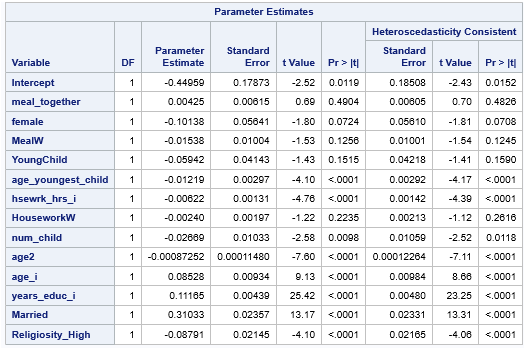 Parameter Estimates
Heteroscedasticity Consistent
Variable DF Parameter Estimate Standard Error t Value Pr > |t| Standard Error t Value Pr > |t|
Intercept 1 -0.44959 0.17873 -2.52 0.0119 0.18508 -2.43 0.0152
meal_together 1 0.00425 0.00615 0.69 0.4904 0.00605 0.70 0.4826
female 1 -0.10138 0.05641 -1.80 0.0724 0.05610 -1.81 0.0708
MealW 1 -0.01538 0.01004 -1.53 0.1256 0.01001 -1.54 0.1245
YoungChild 1 -0.05942 0.04143 -1.43 0.1515 0.04218 -1.41 0.1590
age_youngest_child 1 -0.01219 0.00297 -4.10 <.0001 0.00292 -4.17 <.0001
hsewrk_hrs_i 1 -0.00622 0.00131 -4.76 <.0001 0.00142 -4.39 <.0001
HouseworkW 1 -0.00240 0.00197 -1.22 0.2235 0.00213 -1.12 0.2616
num_child 1 -0.02669 0.01033 -2.58 0.0098 0.01059 -2.52 0.0118
age2 1 -0.00087252 0.00011480 -7.60 <.0001 0.00012264 -7.11 <.0001
age_i 1 0.08528 0.00934 9.13 <.0001 0.00984 8.66 <.0001
years_educ_i 1 0.11165 0.00439 25.42 <.0001 0.00480 23.25 <.0001
Married 1 0.31033 0.02357 13.17 <.0001 0.02331 13.31 <.0001
Religiosity_High 1 -0.08791 0.02145 -4.10 <.0001 0.02165 -4.06 <.0001